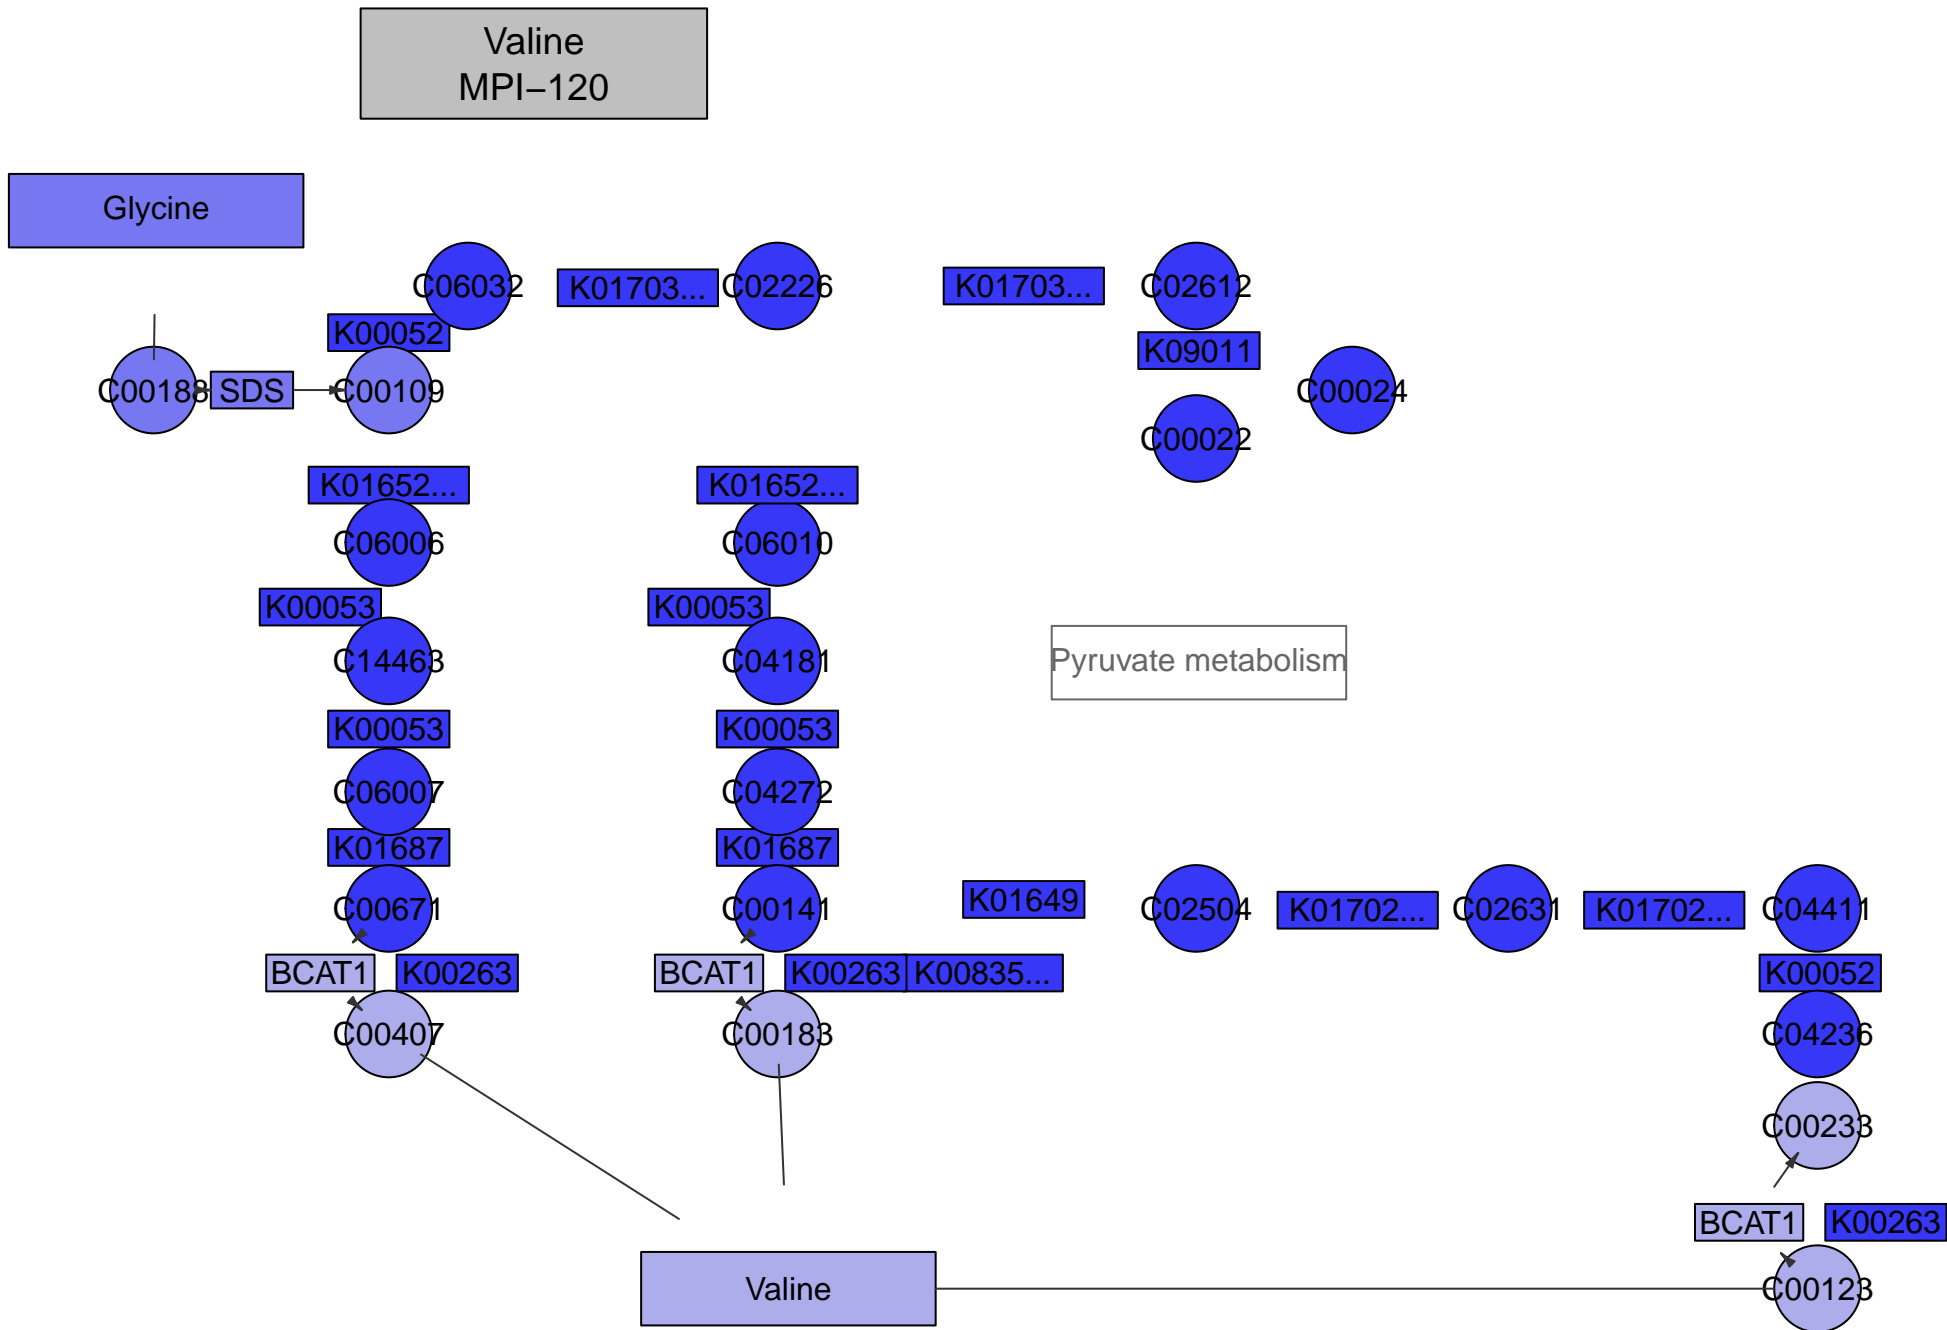 Valine
MPI–120
Glycine
C06032
K01703...
C02226
K01703...
C02612
K00052
K09011
C00188
SDS
C00109
C00024
C00022
K01652...
K01652...
C06006
C06010
K00053
K00053
C14463
C04181
Pyruvate metabolism
K00053
K00053
C06007
C04272
K01687
K01687
C00671
C00141
K01649
C02504
K01702...
C02631
K01702...
C04411
BCAT1
K00263
BCAT1
K00263
K00835...
K00052
C00407
C00183
C04236
C00233
BCAT1
K00263
Valine
C00123